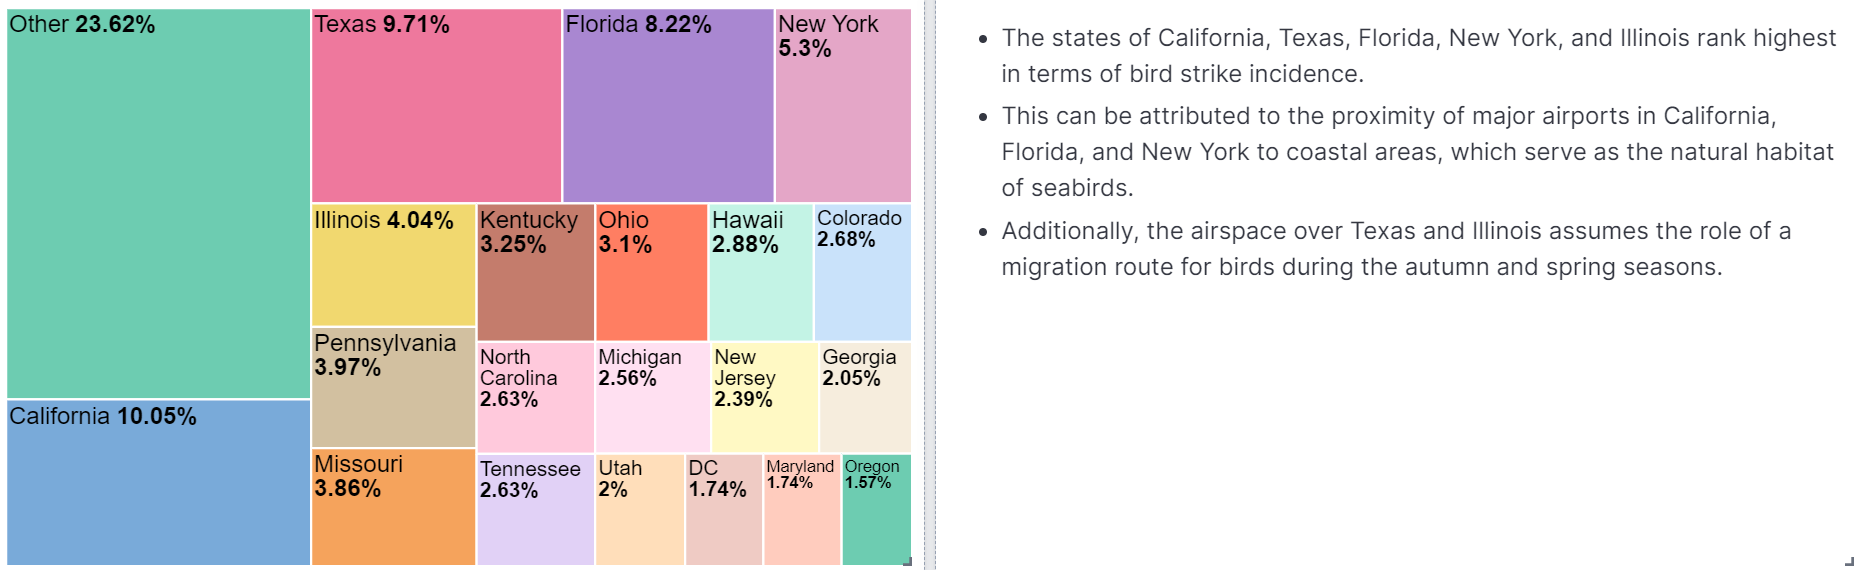 Other 23.62%
Texas 9.71%
Florida 8.22%
New York
5.3%
Illinois 4.04%
Kentucky
3.25%
Ohio
3.1%
Hawaii
2.88%
Colorado
2.68%
Pennsylvania
3.97%
North
Carolina
2.63%
Michigan
2.56%
New
Jersey
2.39%
Georgia
2.05%
California 10.05%
Missouri
3.86%
Tennessee
2.63%
Utah
2%
DC
1.74%
Maryland
1.74%
Oregon
1.57%
• The states of California, Texas, Florida, New York, and Illinois rank highest
in terms of bird strike incidence.
• This can be attributed to the proximity of major airports in California,
Florida, and New York to coastal areas, which serve as the natural habitat
of seabirds.
• Additionally, the airspace over Texas and Illinois assumes the role of a
migration route for birds during the autumn and spring seasons.